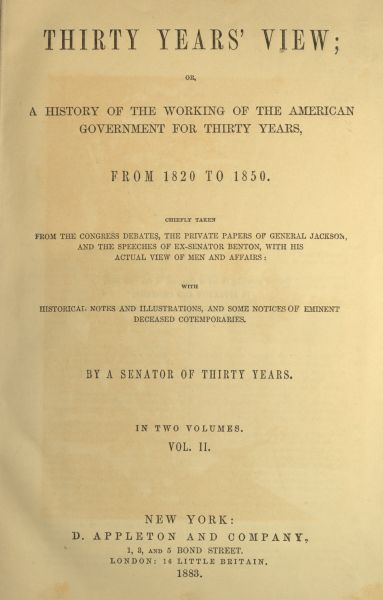 THIRTY YEARS' VIEW;
OR,
A HISTORY OF THE WORKING OF THE AMERICAN
GOVERNMENT FOR THIRTY YEARS,
FROM 1820 TO 1850.
CHIEFLY TAKEN
FROM THE CONGRESS DEBATES, THE PRIVATE PAPERS OF GENERAL JACKSON,
AND THE SPEECHES OF EX-SENATOR BENTON, WITH HIS
ACTUAL VIEW OF MEN AND AFFAIRS:
WITH
HISTORICAL NOTES AND ILLUSTRATIONS, AND SOME NOTICES OF EMINENT
DECEASED COTEMPORARIES.
BY A SENATOR OF THIRTY YEARS.
IN TWO VOLUMES.
VOL. II.
NEW YORK:
D. APPLETON AND COMPANY,
1, 3, AND 5 BOND STREET.
LONDON: 16 LITTLE BRITAIN.
1883.